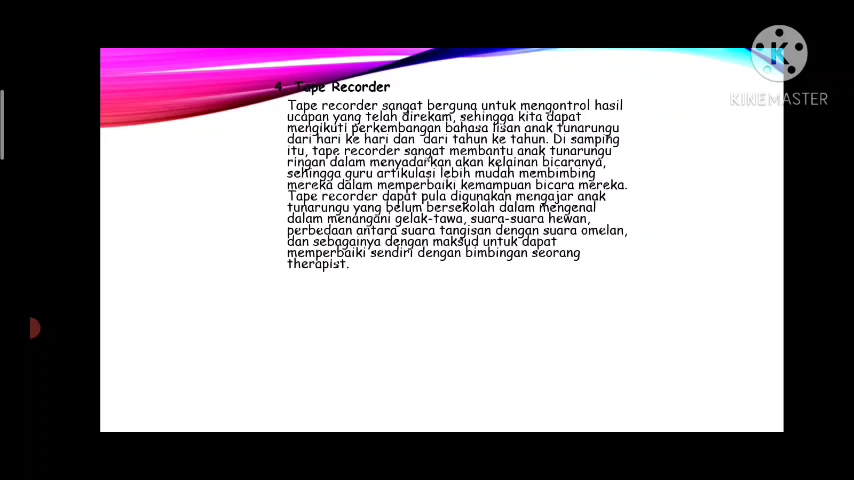 4. Tape Recorder
Tape recorder sangat berguna untuk mengontrol hasil
ucapan yang telah direkam, sehingga kita dapat
mengikuti perkembangan bahasa lisan anak tunarungu
dari hari ke hari dan dari tahun ke tahun. Di samping
itu, tape recorder sangat membantu anak tunarungu
ringan dalam menyadarkan akan kelainan bicaranya,
sehingga guru artikulasi lebih mudah membimbing
mereka dalam memperbaiki kemampuan bicara mereka.
Tape recorder dapat pula digunakan mengajar anak
tunarungu yang belum bersekolah dalam mengenal
dalam menangani gelak-tawa, suara-suara hewan,
perbedaan antara suara tangisan dengan suara omelan,
dan sebagainya dengan maksud untuk dapat
memperbaiki sendiri dengan bimbingan seorang
therapist.
K
KINEMASTER